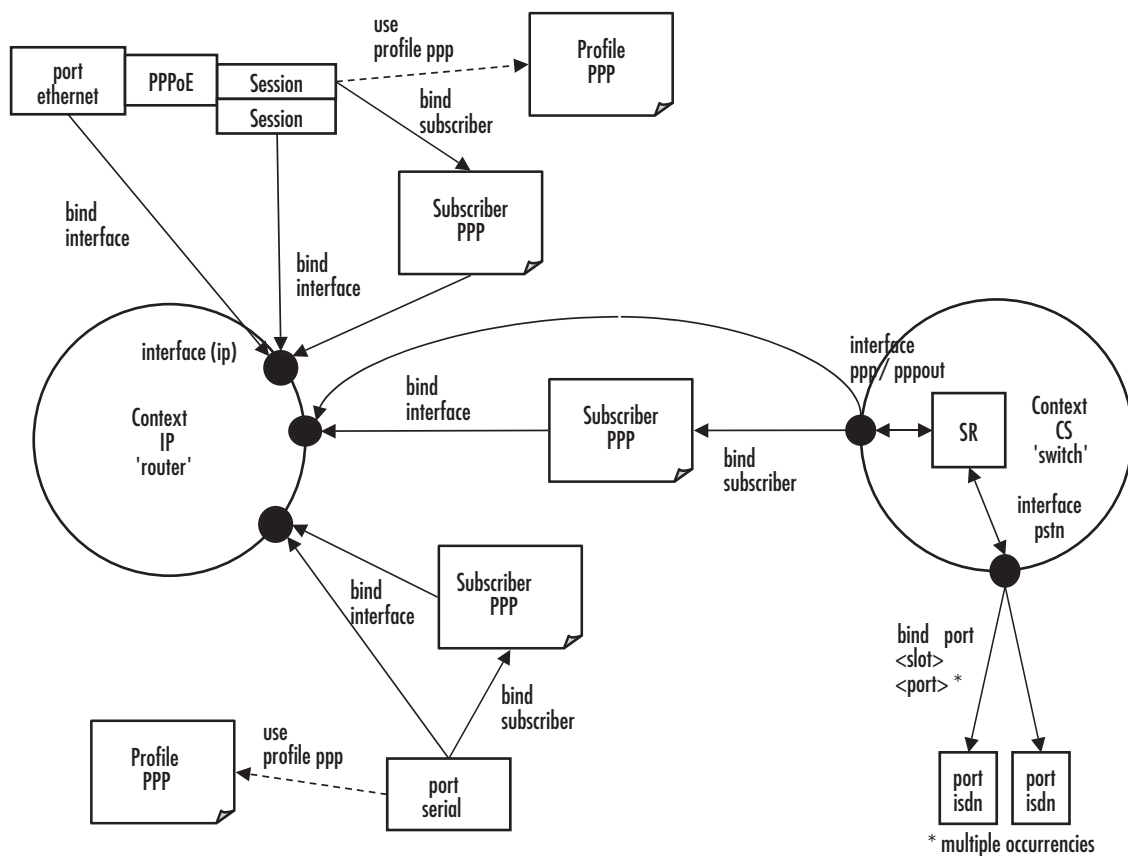 use
profile ppp
Profile
PPP
port
ethernet
PPPoE
Session
Session
bind
subscriber
Subscriber
PPP
bind
interface
bind
interface
interface (ip)
Context
IP
'router'
bind
interface
Subscriber
PPP
bind
subscriber
interface
ppp / pppout
SR
Context
CS
'switch'
interface
pstn
bind
interface
Subscriber
PPP
bind
subscriber
bind port
<slot>
<port> *
use
profile ppp
Profile
PPP
port
serial
port
isdn
port
isdn
* multiple occurrencies